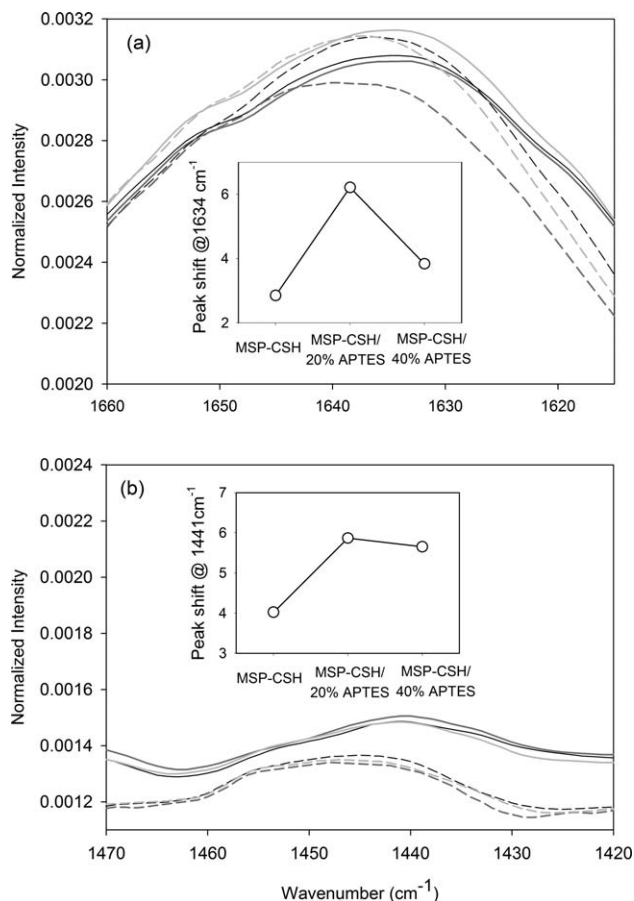 (a)
Normalized Intensity
0.0032
0.0030
0.0028
0.0026
0.0024
0.0022
0.0020
1660
1650
1640
1630
1620
Peak shift @1634 cm-1
6
4
2
MSP-CSH
MSP-CSH/
20% APTES
MSP-CSH/
40% APTES
(b)
Normalized Intensity
0.0024
0.0022
0.0020
0.0018
0.0016
0.0014
0.0012
1470
1460
1450
1440
1430
1420
Wavenumber (cm-1)
Peak shift @ 1441cm-1
7
6
5
4
3
MSP-CSH
MSP-CSH/
20% APTES
MSP-CSH/
40% APTES